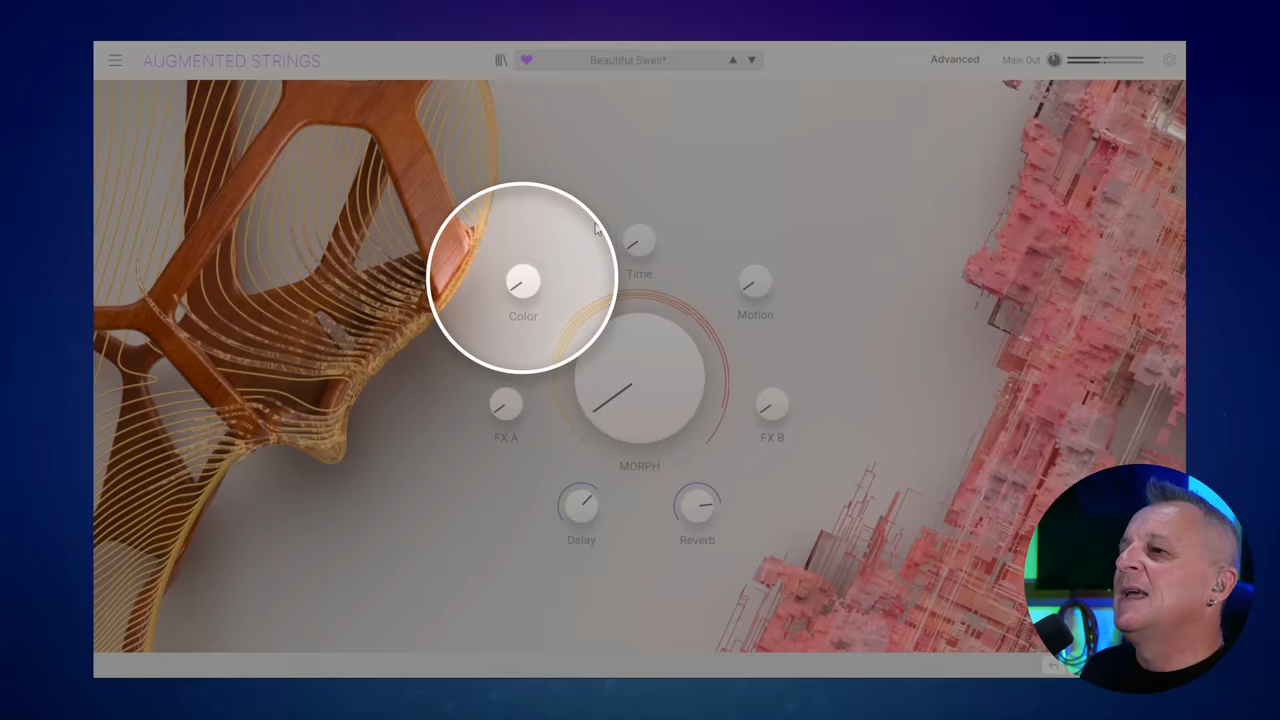 AUGMENTED STRINGS
Beautiful Swell*
Advanced
Main Out
Time
Color
Motion
FX A
FX B
MORPH
Delay
Reverb